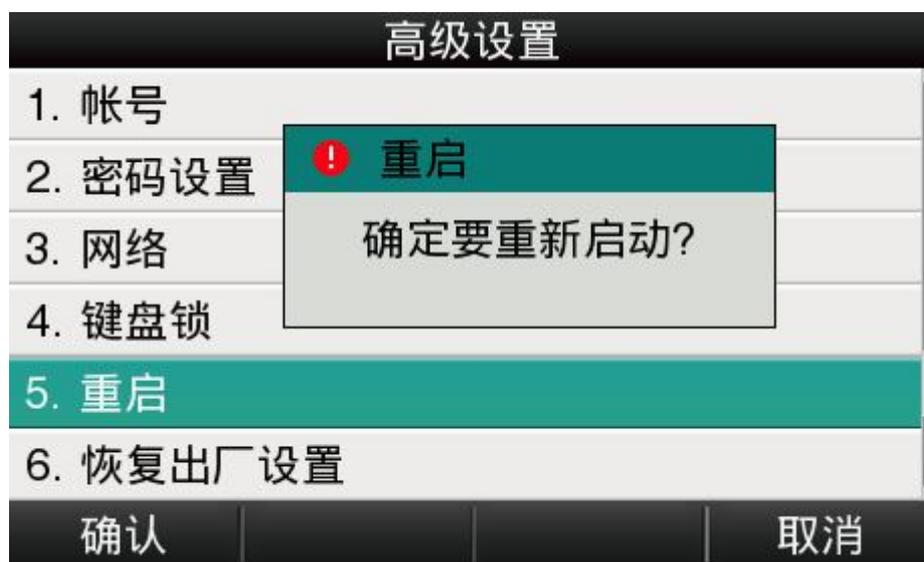 高级设置
1. 帐号
2. 密码设置
重启
3. 网络
确定要重新启动?
4. 键盘锁
5. 重启
6. 恢复出厂设置
确认
取消